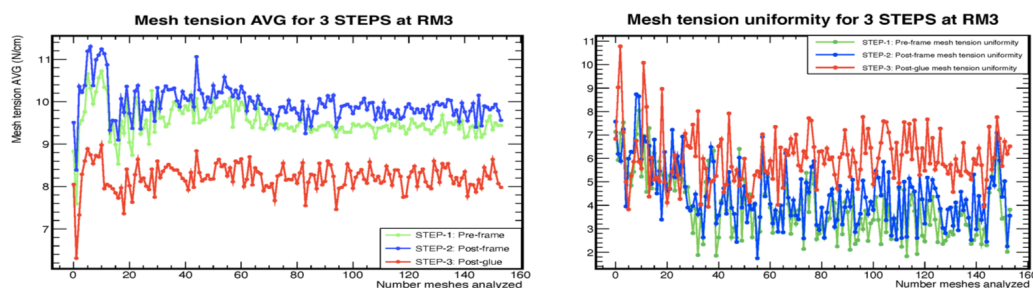 Mesh tension AVG for 3 STEPS at RM3
Mesh tension AVG (N/cm)
11
10
9
8
7
0 20 40 60 80 100 120 140 160
Number meshes analyzed
STEP-1: Pre-frame
STEP-2: Post-frame
STEP-3: Post-glue
Mesh tension uniformity for 3 STEPS at RM3
11
10
9
8
7
6
5
4
3
2
0 20 40 60 80 100 120 140 160
Number meshes analyzed
STEP-1: Pre-frame mesh tension uniformity
STEP-2: Post-frame mesh tension uniformity
STEP-3: Post-glue mesh tension uniformity